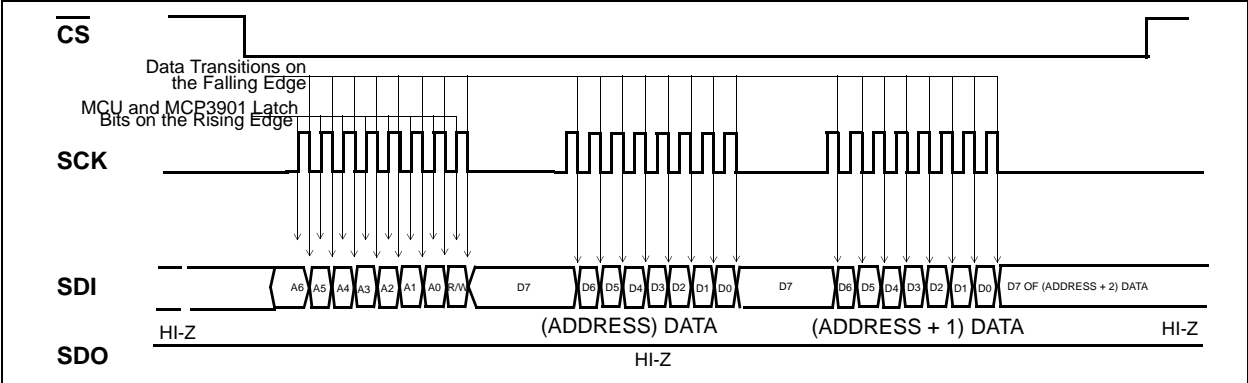 CS
Data Transitions on
the Falling Edge
MCU and MCP3901 Latch
Bits on the Rising Edge
SCK
SDI
A6 A5 A4 A3 A2 A1 A0 R/W D7 D6 D5 D4 D3 D2 D1 D0 D7 D6 D5 D4 D3 D2 D1 D0 D7 OF (ADDRESS + 2) DATA
(ADDRESS) DATA (ADDRESS + 1) DATA
HI-Z HI-Z
SDO
HI-Z